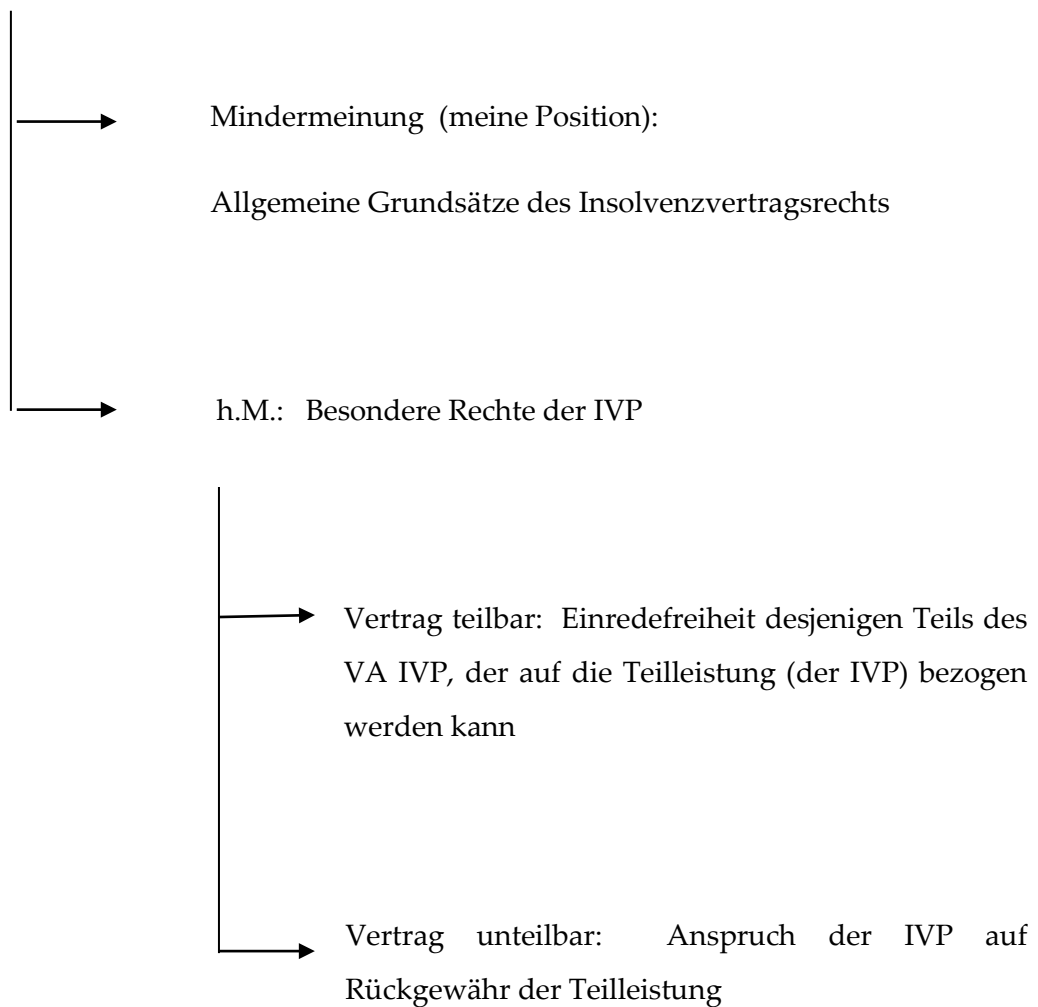 Mindermeinung (meine Position):
Allgemeine Grundsätze des Insolvenzvertragsrechts
h.M.: Besondere Rechte der IVP
Vertrag teilbar: Einredefreiheit desjenigen Teils des
VA IVP, der auf die Teilleistung (der IVP) bezogen
werden kann
Vertrag unteilbar: Anspruch der IVP auf
Rückgewähr der Teilleistung